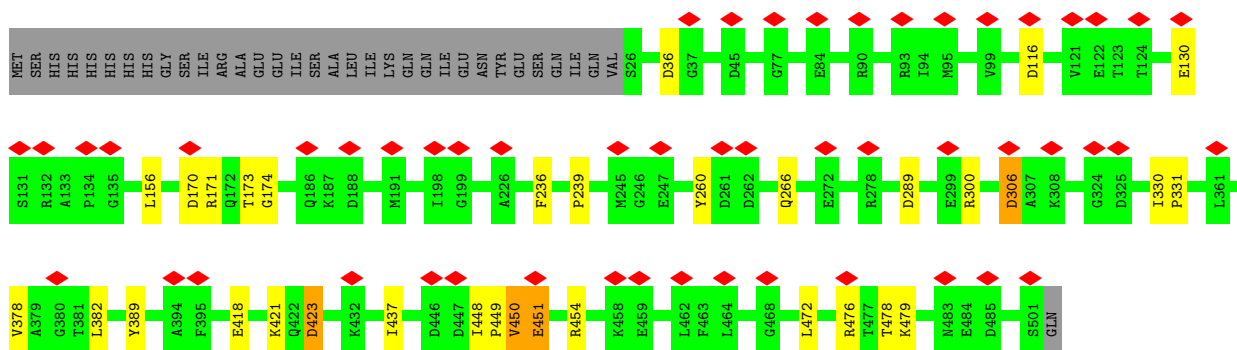 MET SER HIS HIS HIS HIS HIS HIS GLY SER ILE ARG ALA GLU GLU ILE SER ALA LEU ILE LYS GLN GLN ILE GLU ASN TYR GLU SER GLN ILE GLN VAL S26 D36 G37 D45 G77 E84 R90 R93 I94 M95 V99 D116 V121 E122 T123 T124 E130
S131 R132 A133 P134 G135 L156 D170 R171 Q172 T173 G174 Q186 K187 D188 M191 I198 G199 A226 F236 P239 M245 G246 E247 Y260 D261 D262 Q266 E272 R278 D289 E299 R300 D306 A307 K308 G324 D325 I330 P331 L361
V378 A379 G380 T381 L382 Y389 A394 F395 E418 K421 Q422 D423 K432 I437 D446 D447 I448 P449 V450 E451 R454 K458 E459 L462 F463 L464 G468 L472 R476 T477 T478 K479 N483 E484 D485 S501 GLN